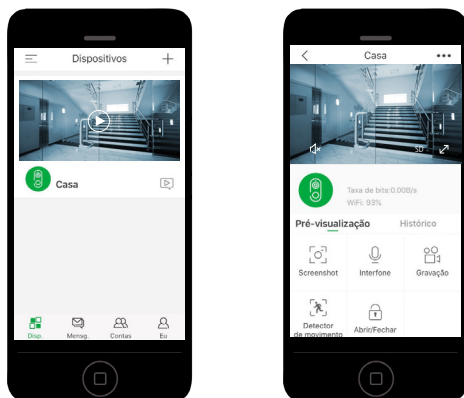 Dispositivos
Casa
Disp.
Mensg.
Contas
Eu
Casa
SD
Taxa de bits:0.00B/s
WiFi: 93%
Pré-visualização
Histórico
Screenshot
Interfone
Gravação
Detector
de movimento
Abrir/Fechar